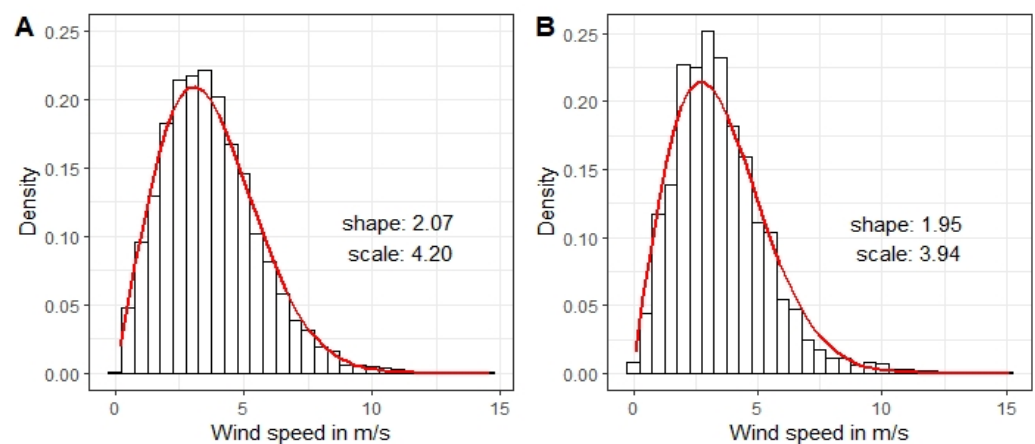 A
0.25
0.20
0.15
0.10
0.05
0.00
Density
shape: 2.07
scale: 4.20
0
5
10
15
Wind speed in m/s
B
0.25
0.20
0.15
0.10
0.05
0.00
Density
shape: 1.95
scale: 3.94
0
5
10
15
Wind speed in m/s